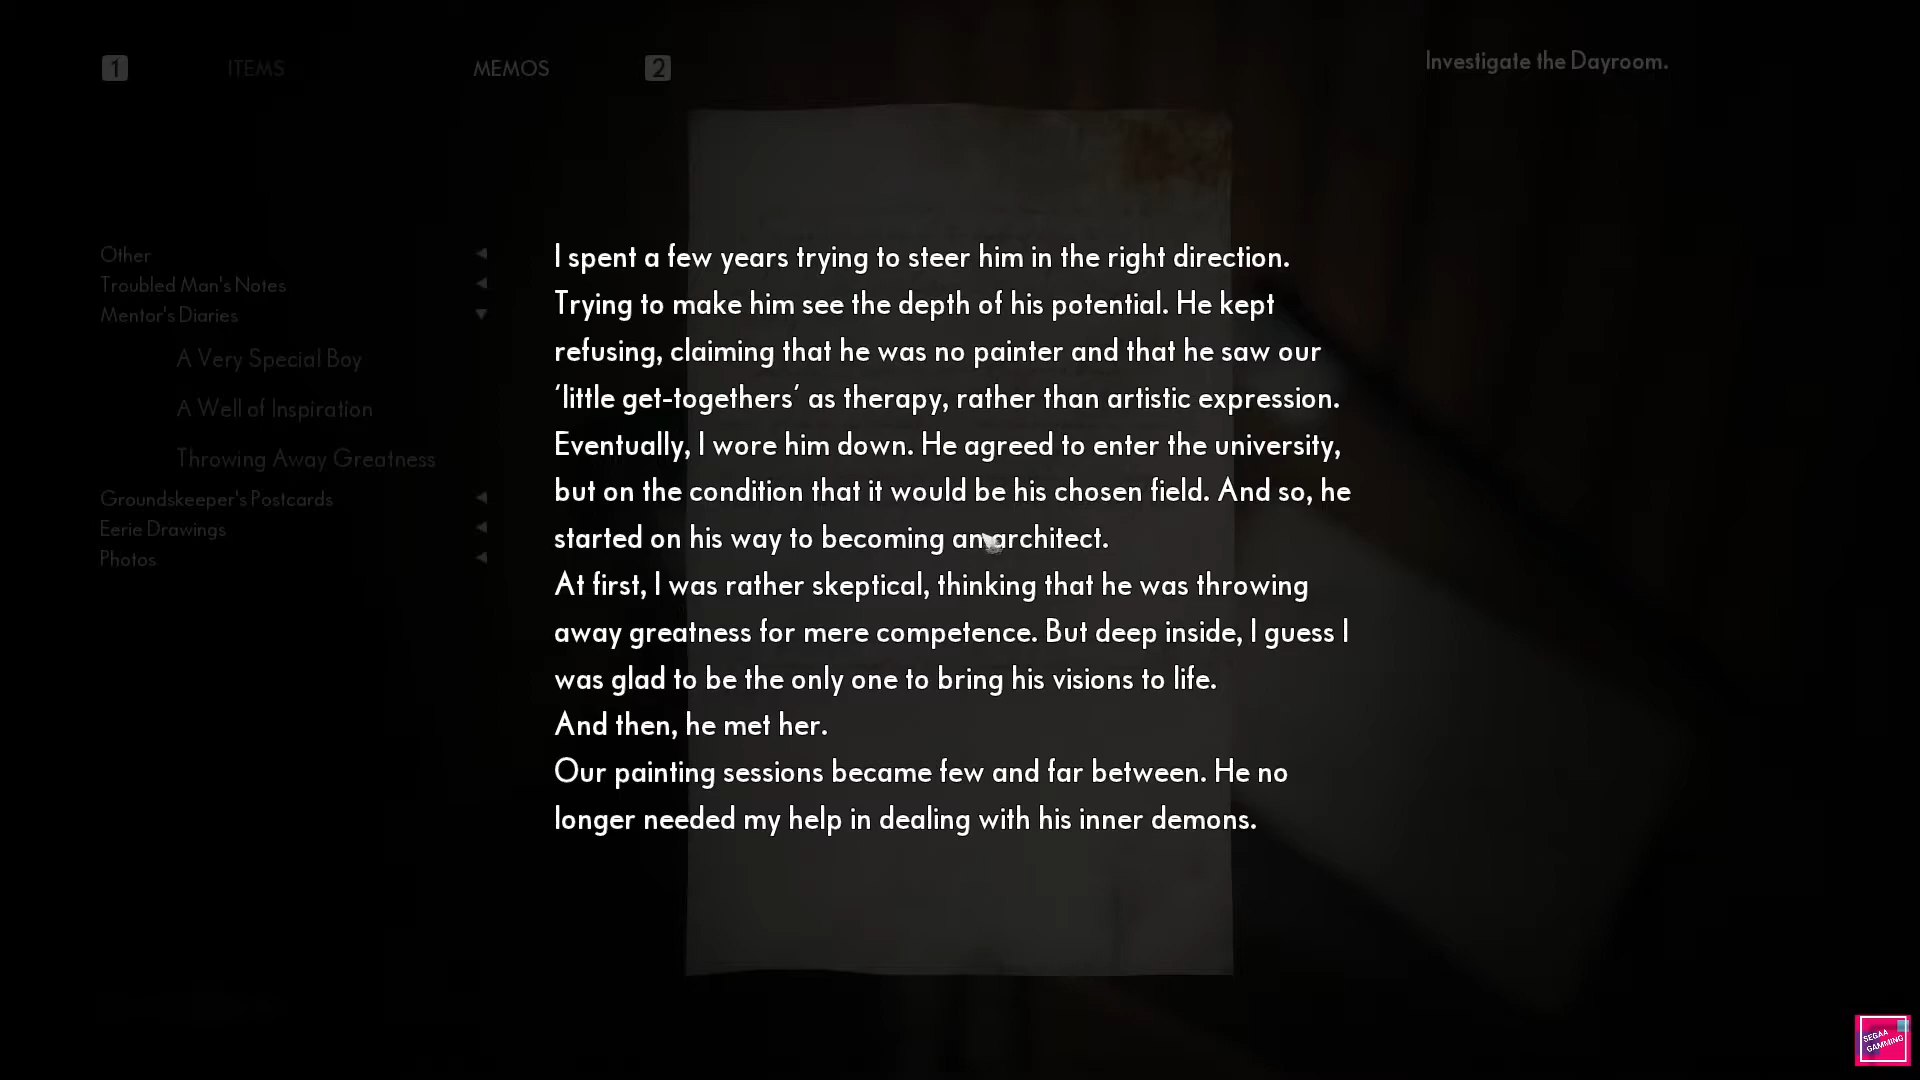 1 ITEMS MEMOS 2
Investigate the Dayroom.
Other
Troubled Man's Notes
Mentor's Diaries
A Very Special Boy
A Well of Inspiration
Throwing Away Greatness
Groundskeeper's Postcards
Eerie Drawings
Photos
I spent a few years trying to steer him in the right direction.
Trying to make him see the depth of his potential. He kept
refusing, claiming that he was no painter and that he saw our
'little get-togethers' as therapy, rather than artistic expression.
Eventually, I wore him down. He agreed to enter the university,
but on the condition that it would be his chosen field. And so, he
started on his way to becoming an architect.
At first, I was rather skeptical, thinking that he was throwing
away greatness for mere competence. But deep inside, I guess I
was glad to be the only one to bring his visions to life.
And then, he met her.
Our painting sessions became few and far between. He no
longer needed my help in dealing with his inner demons.
SEGAA
GAMMING